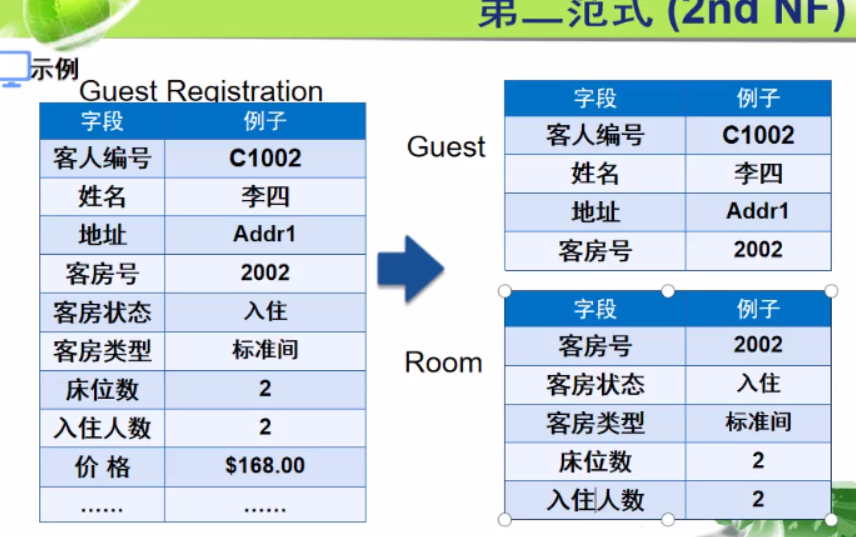 第二范式 (2nd NF)
示例
Guest Registration
字段 例子
客人编号 C1002
姓名 李四
地址 Addr1
客房号 2002
客房状态 入住
客房类型 标准间
床位数 2
入住人数 2
价 格 $168.00
...... ......
Guest
字段 例子
客人编号 C1002
姓名 李四
地址 Addr1
客房号 2002
Room
字段 例子
客房号 2002
客房状态 入住
客房类型 标准间
床位数 2
入住人数 2